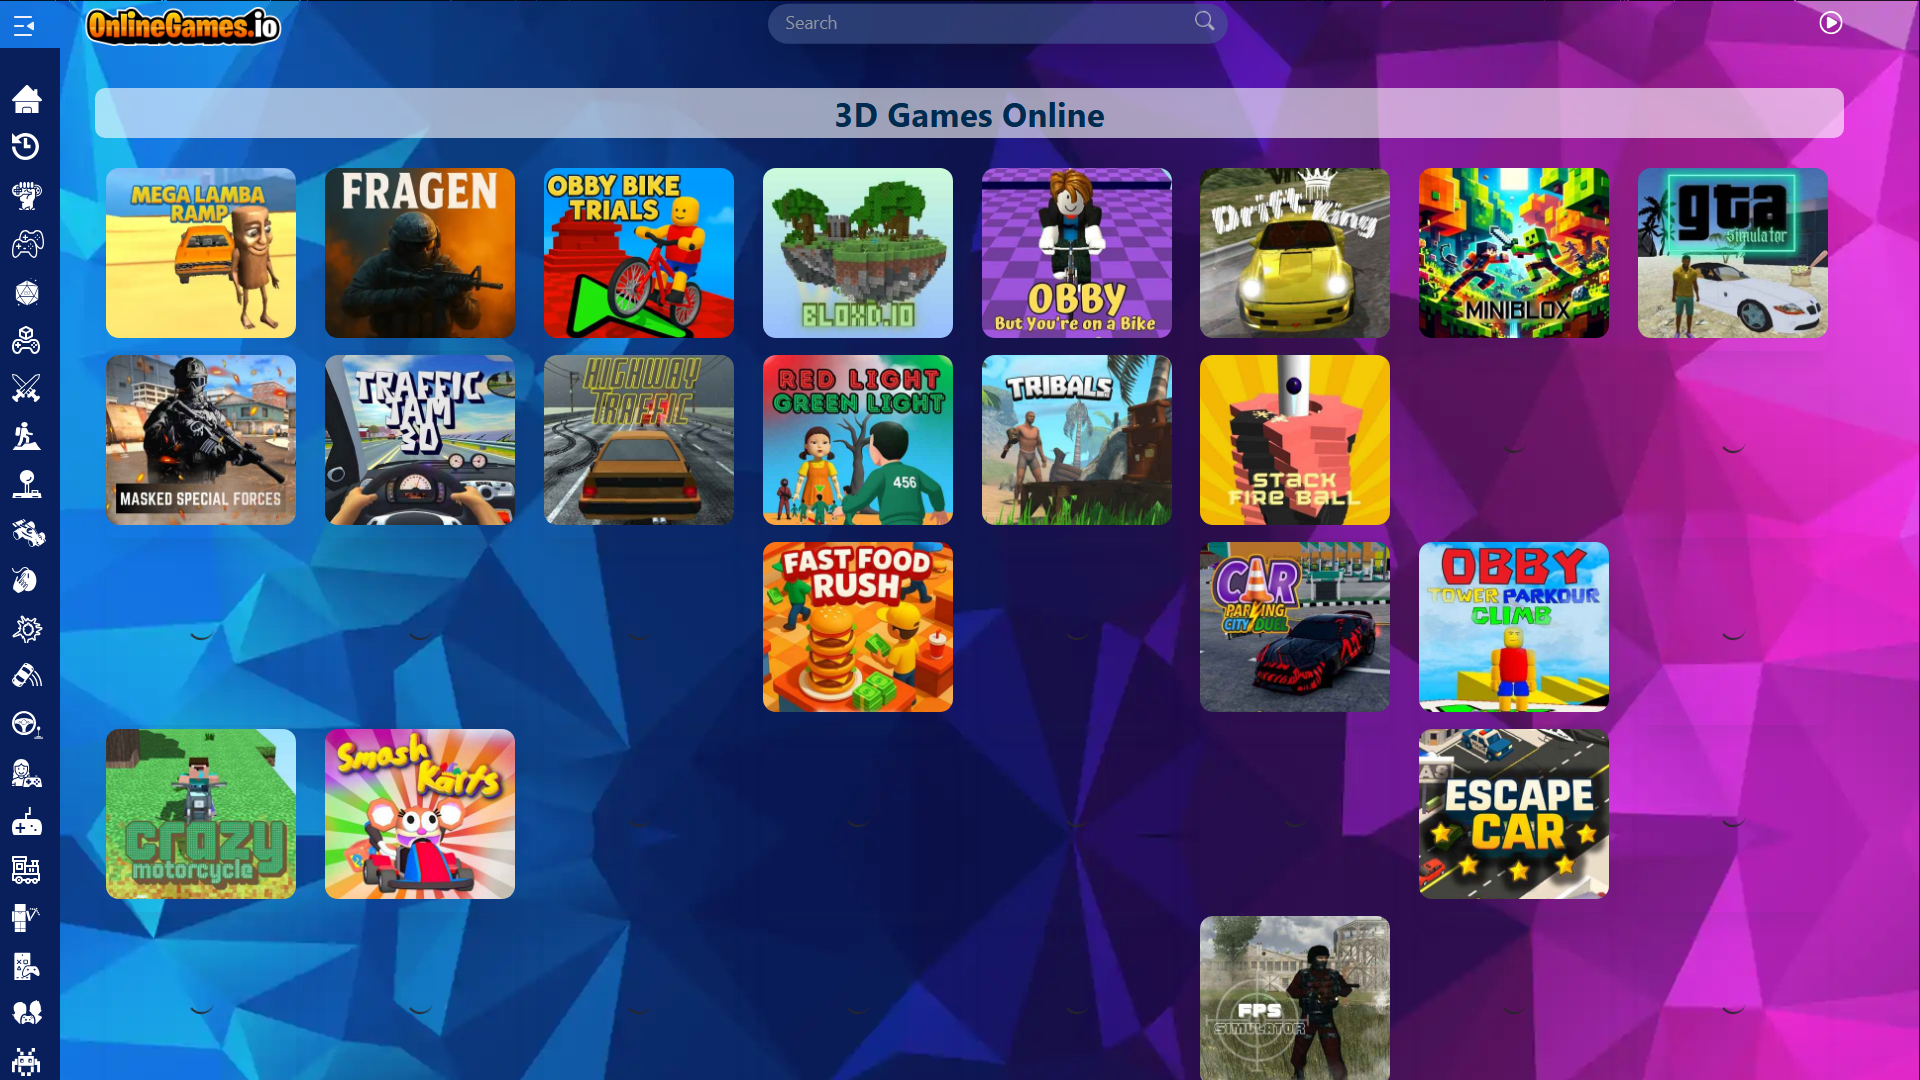 OnlineGames.io
Search
3D Games Online
MEGA LAMBA
RAMP
FRAGEN
OBBY BIKE
TRIALS
BLOXD.IO
OBBY
But You're on a Bike
Drift King
MINIBLOX
gta
simulator
MASKED SPECIAL FORCES
TRAFFIC
JAM
3D
HIGHWAY
TRAFFIC
RED LIGHT
GREEN LIGHT
456
TRIBALS
STACK
FIRE BALL
FAST FOOD
RUSH
CAR
PARKING
CITY DUEL
OBBY
TOWER PARKOUR
CLIMB
crazy
motorcycle
Smash
Karts
ESCAPE
CAR
FPS
SIMULATOR